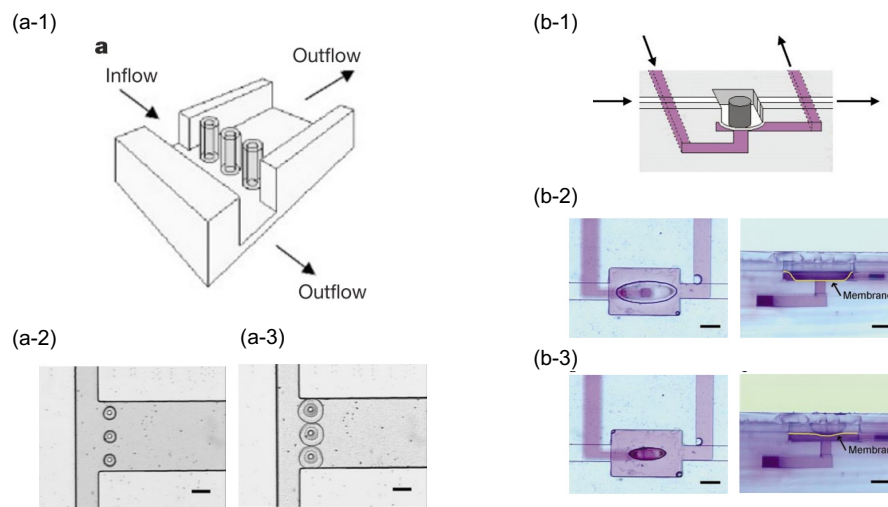 (a-1)
a
Inflow
Outflow
Outflow
(a-2)
(a-3)
(b-1)
(b-2)
Membrane
(b-3)
Membrane